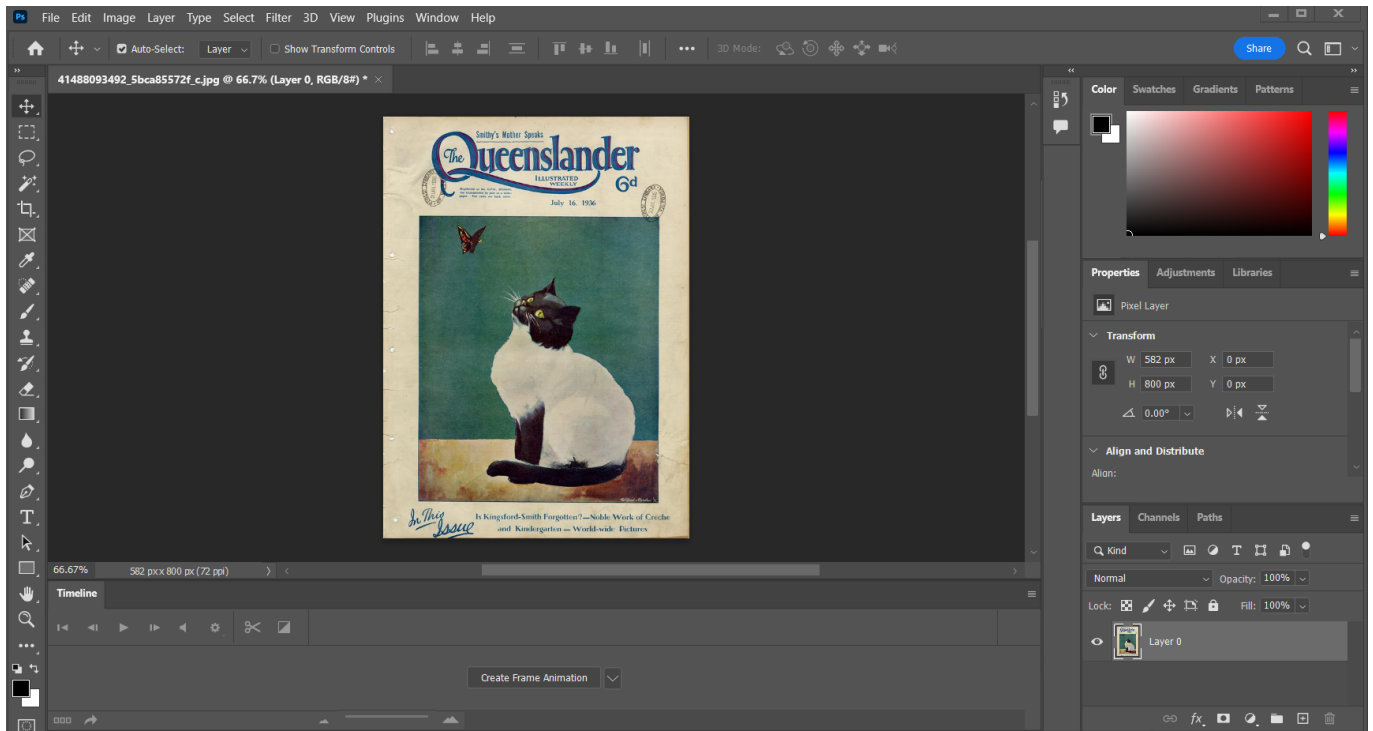 Ps File Edit Image Layer Type Select Filter 3D View Plugins Window Help
Auto-Select: Layer Show Transform Controls 3D Mode: Share
41488093492_5bca85572f_c.jpg @ 66.7% (Layer 0, RGB/8#) * ×
Smithy's Mother Speaks
The Queenslander
ILLUSTRATED
WEEKLY
6d
July 16, 1936
In This
Issue
Is Kingsford-Smith Forgotten?—Noble Work of Creche
and Kindergarten — World-wide Pictures
66.67% 582 px x 800 px (72 ppi)
Timeline
Create Frame Animation
Color Swatches Gradients Patterns
Properties Adjustments Libraries
Pixel Layer
Transform
W 582 px X 0 px
H 800 px Y 0 px
0.00°
Align and Distribute
Align:
Layers Channels Paths
Kind
Normal Opacity: 100%
Lock: Fill: 100%
Layer 0
fx